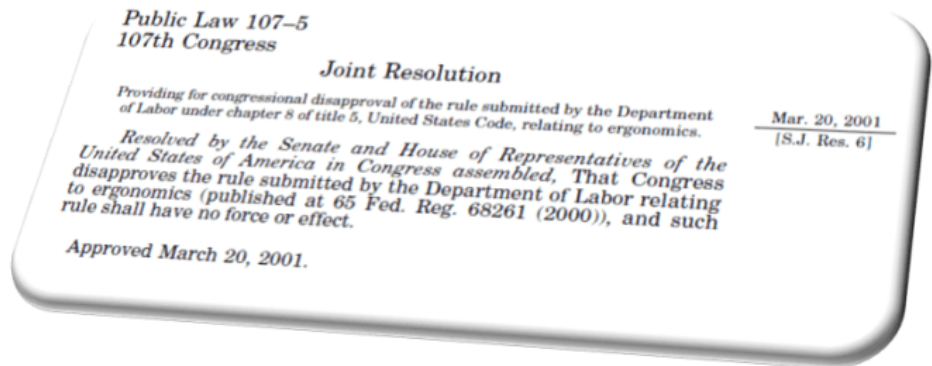 Public Law 107–5
107th Congress
Joint Resolution
Providing for congressional disapproval of the rule submitted by the Department
of Labor under chapter 8 of title 5, United States Code, relating to ergonomics.
Mar. 20, 2001
[S.J. Res. 6]
Resolved by the Senate and House of Representatives of the
United States of America in Congress assembled, That Congress
disapproves the rule submitted by the Department of Labor relating
to ergonomics (published at 65 Fed. Reg. 68261 (2000)), and such
rule shall have no force or effect.
Approved March 20, 2001.